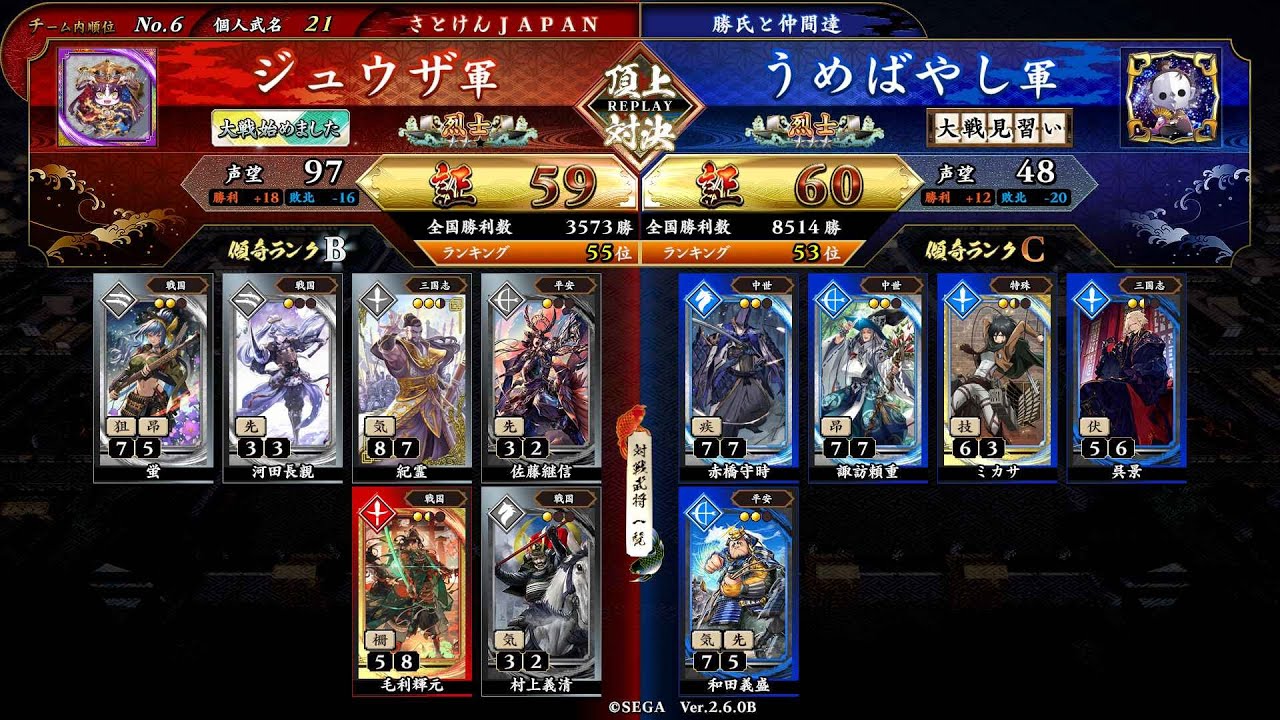 チーム内順位 No.6 個人武名 21 さとけんJAPAN
勝氏と仲間達
ジュウザ軍
頂上
REPLAY
対決
うめばやし軍
大戦始めました
烈士
烈士
大戦見習い
声望 97
勝利 +18 敗北 -16
証 59
証 60
声望 48
勝利 +12 敗北 -20
全国勝利数 3573勝
全国勝利数 8514勝
傾奇ランクB
ランキング 55位
ランキング 53位
傾奇ランクC
戦国
狙 昴
7 5
蛍
戦国
先
3 3
河田長親
三国志
気
8 7
紀霊
平安
先
3 2
佐藤継信
中世
疾
7 7
赤橋守時
中世
昴
7 7
諏訪頼重
特殊
技
6 3
ミカサ
三国志
伏
5 6
呉景
対戦武将一覧
戦国
柵
5 8
毛利輝元
戦国
気
3 2
村上義清
平安
気 先
7 5
和田義盛
©SEGA Ver.2.6.0B